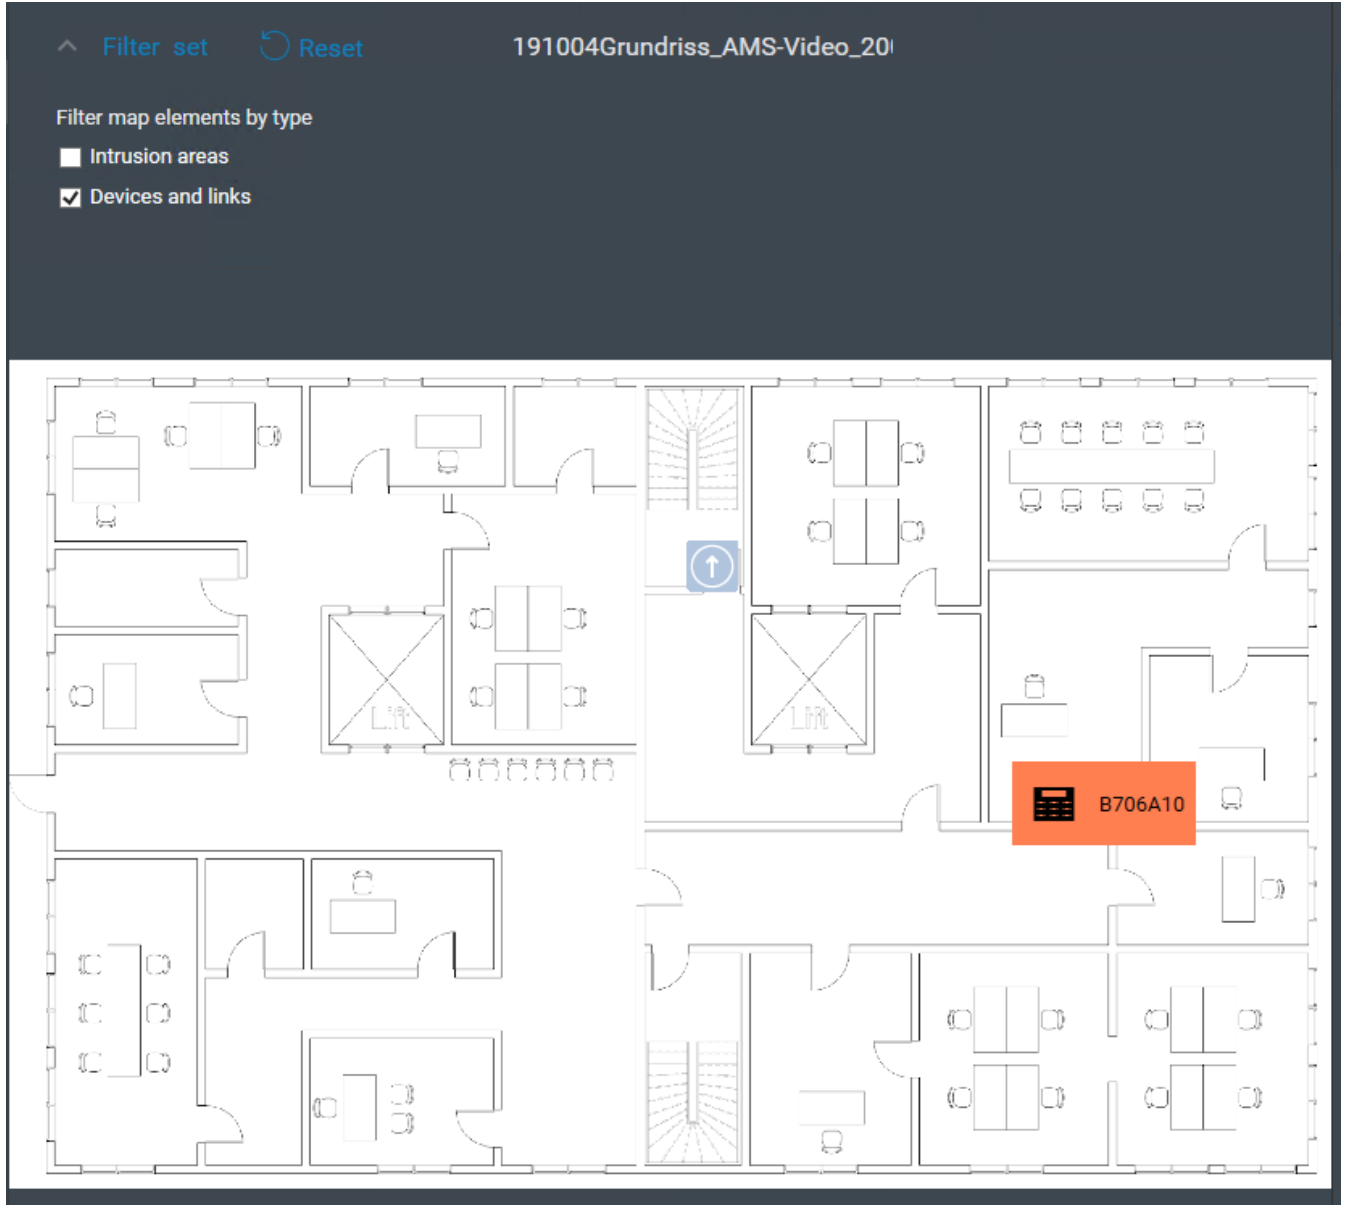 Filter set Reset 191004Grundriss_AMS-Video_20
Filter map elements by type
Intrusion areas
Devices and links
Lift Lift
B706A10